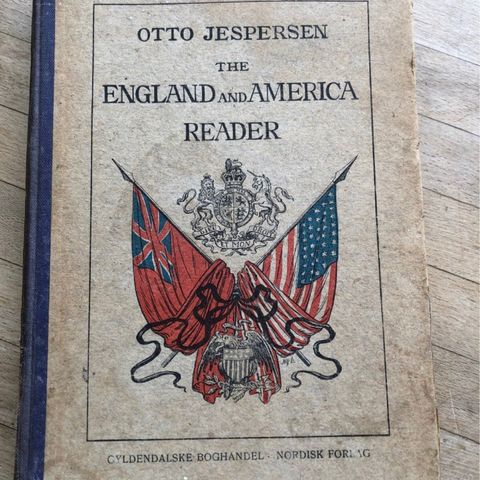 OTTO JESPERSEN
THE
ENGLAND AND AMERICA
READER
GYLDENDALSKE BOGHANDEL · NORDISK FORLAG